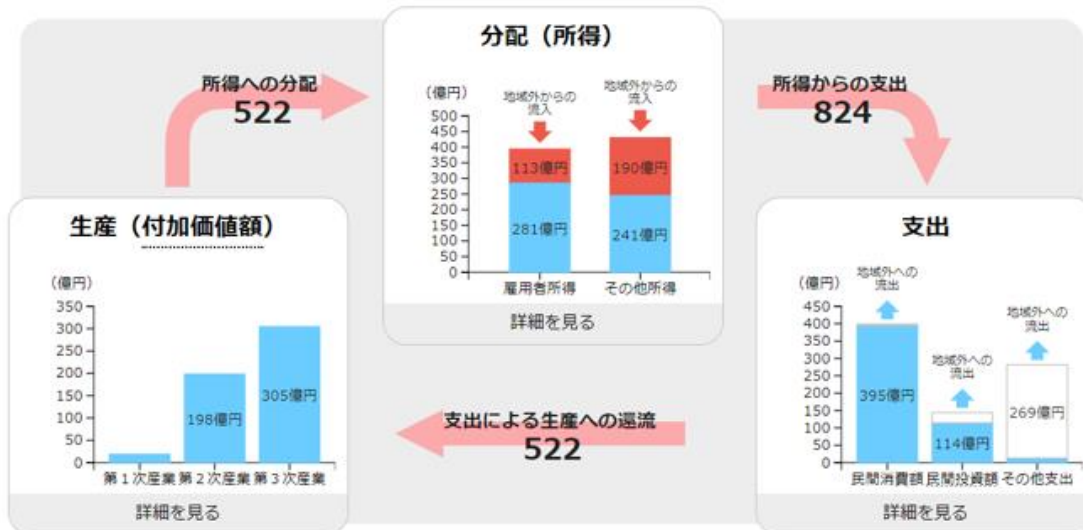 分配（所得）
（億円）
地域外からの
流入
地域外からの
流入
500
450
400
350
300
250
200
150
100
50
0
113億円
190億円
281億円
241億円
雇用者所得
その他所得
詳細を見る
所得への分配
522
所得からの支出
824
生産（付加価値額）
（億円）
350
300
250
200
150
100
50
0
198億円
305億円
第１次産業
第２次産業
第３次産業
詳細を見る
支出による生産への還流
522
支出
（億円）
地域外への
流出
地域外への
流出
地域外への
流出
450
400
350
300
250
200
150
100
50
0
395億円
114億円
269億円
民間消費額
民間投資額
その他支出
詳細を見る